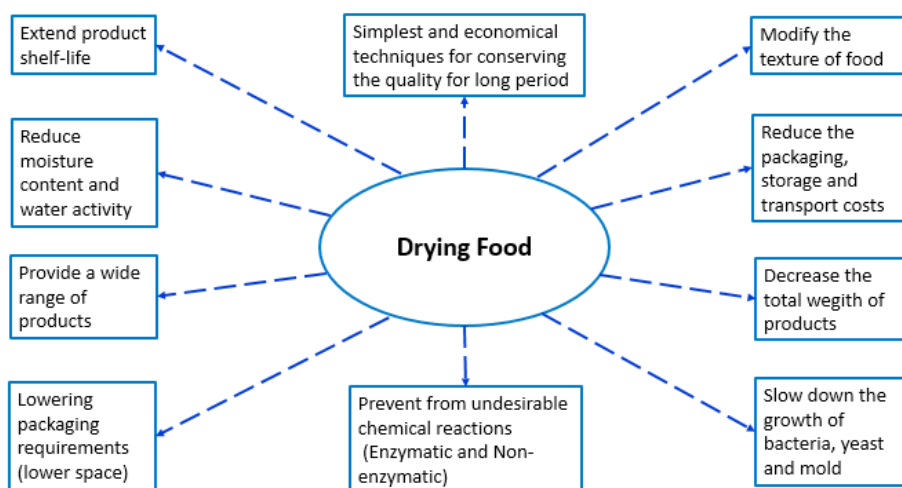 Extend product
shelf-life
Simplest and economical
techniques for conserving
the quality for long period
Modify the
texture of food
Reduce
moisture
content and
water activity
Reduce the
packaging,
storage and
transport costs
Drying Food
Provide a wide
range of
products
Decrease the
total wegith of
products
Lowering
packaging
requirements
(lower space)
Prevent from undesirable
chemical reactions
(Enzymatic and Non-
enzymatic)
Slow down the
growth of
bacteria, yeast
and mold